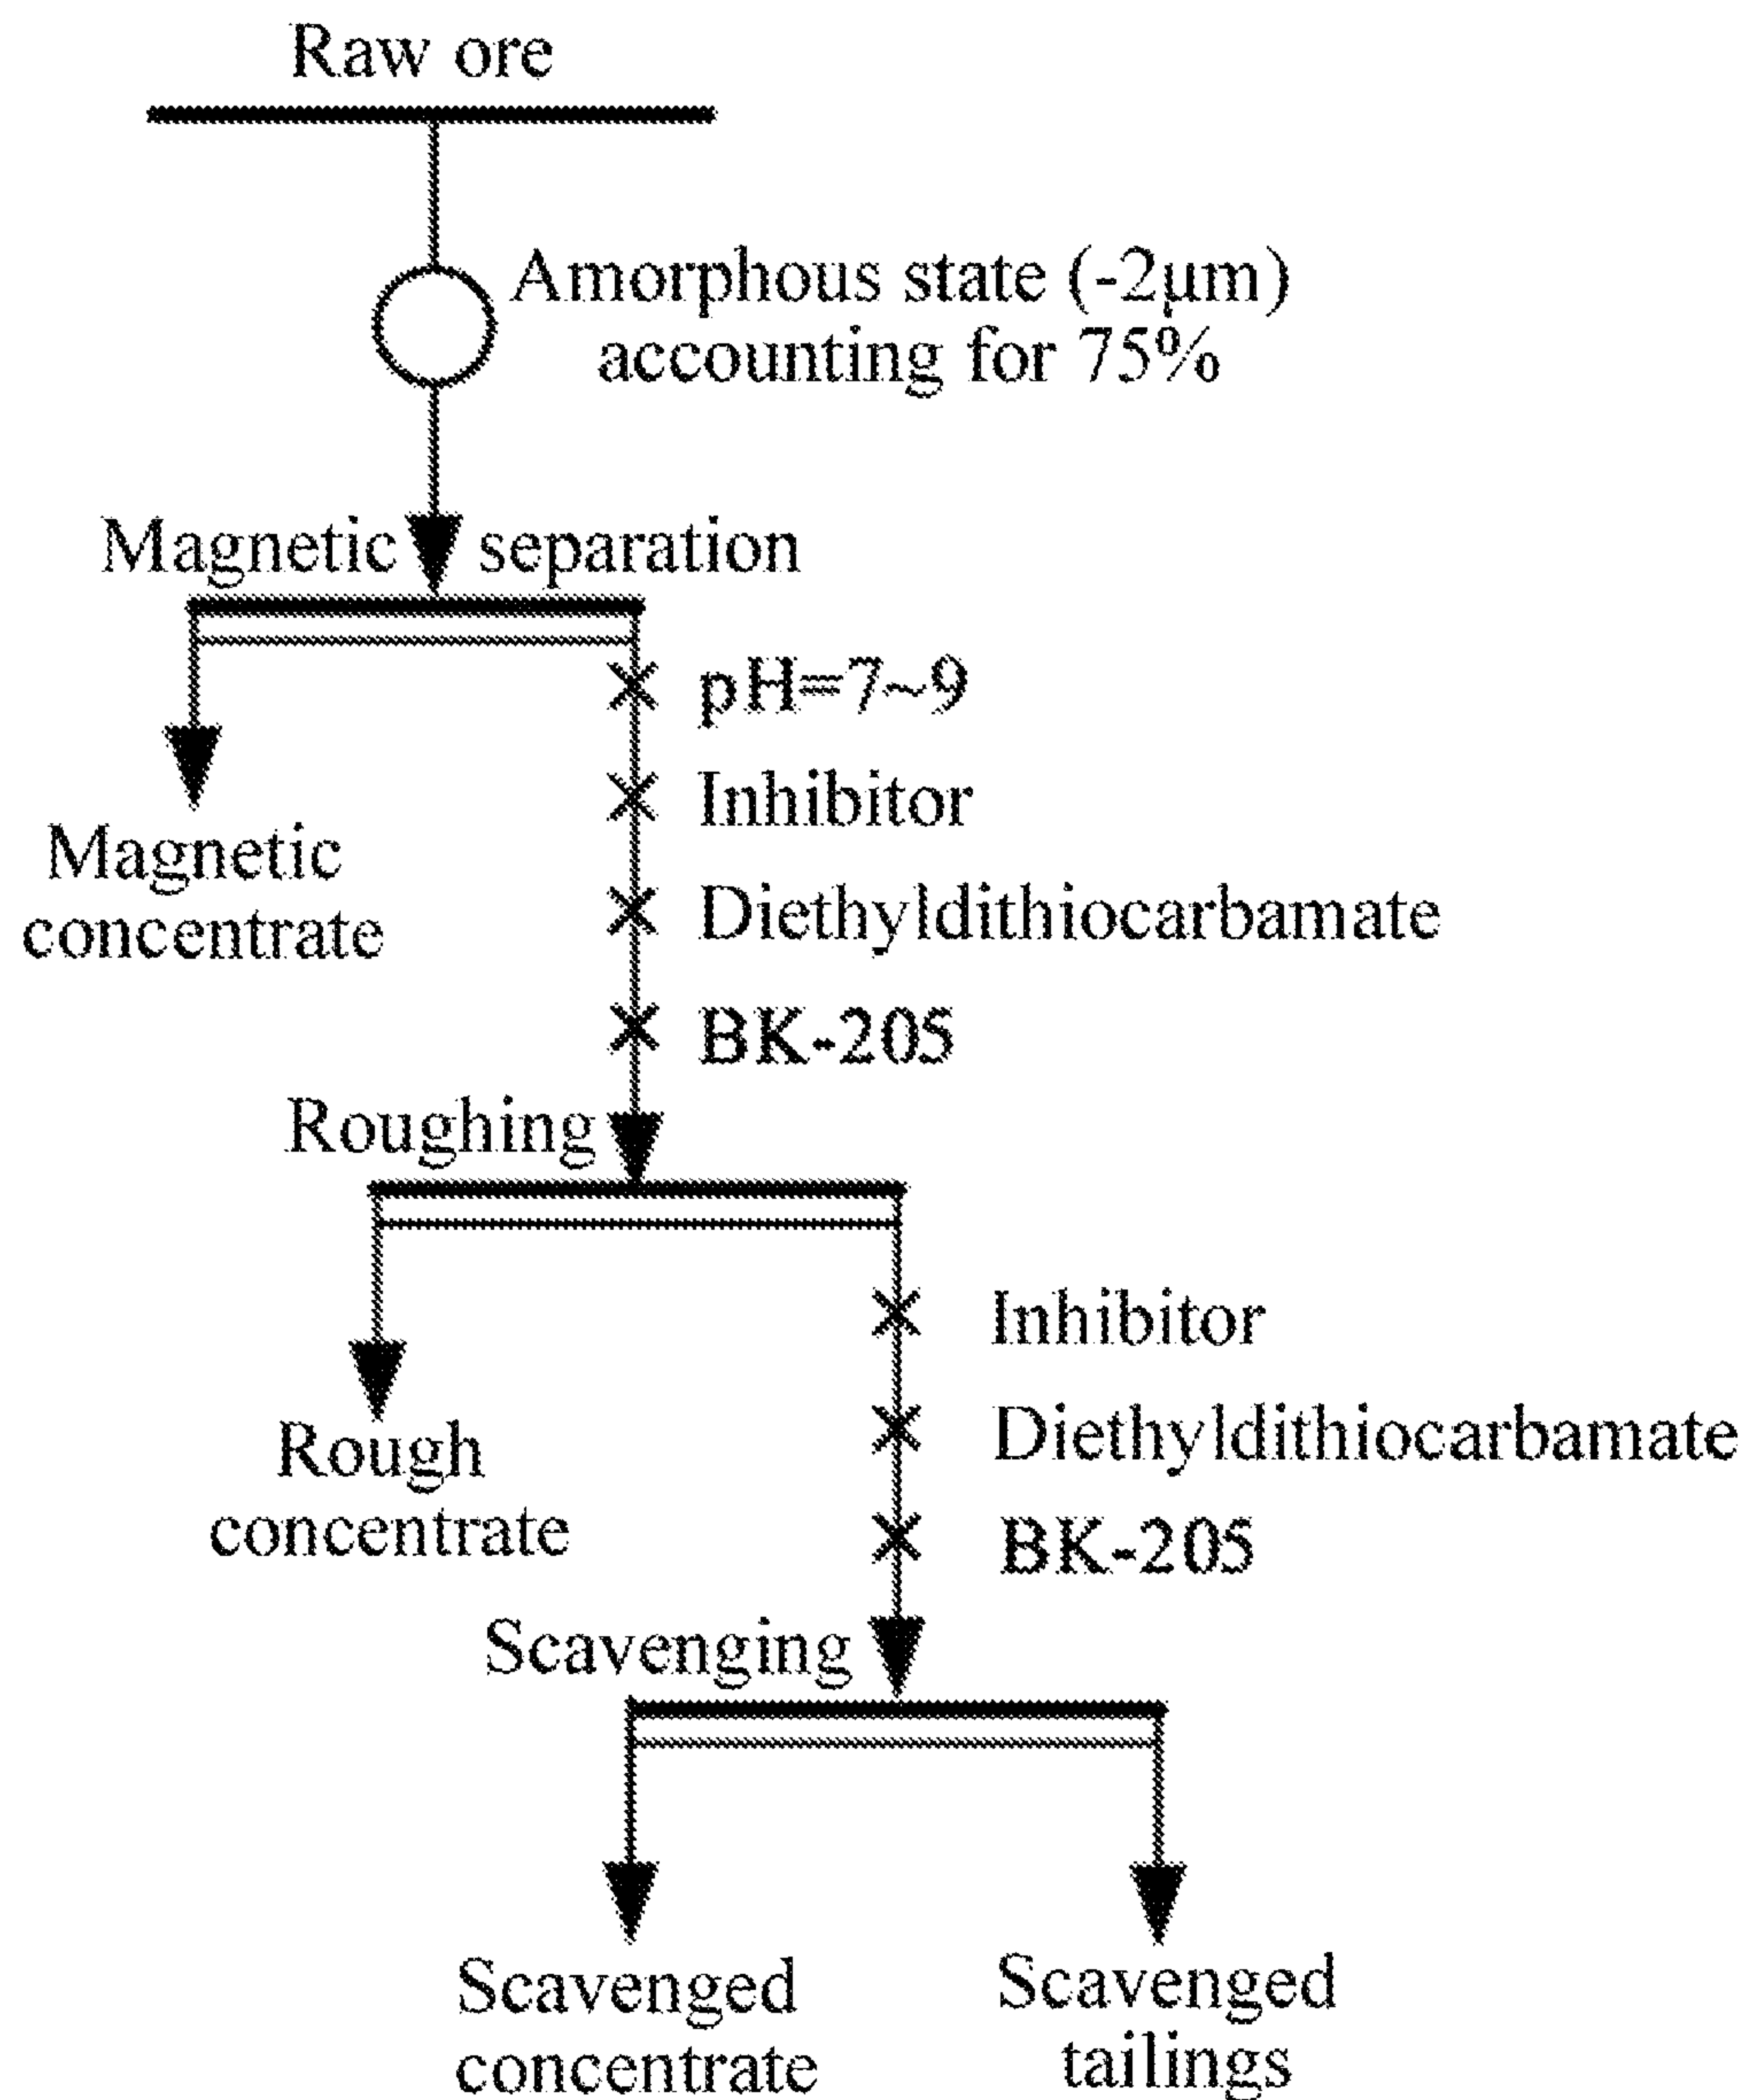 Raw ore
Amorphous state (-2μm)
accounting for 75%
Magnetic separation
pH=7~9
Inhibitor
Magnetic
concentrate
Diethyldithiocarbamate
BK-205
Roughing
Inhibitor
Rough
concentrate
Diethyldithiocarbamate
BK-205
Scavenging
Scavenged
concentrate
Scavenged
tailings